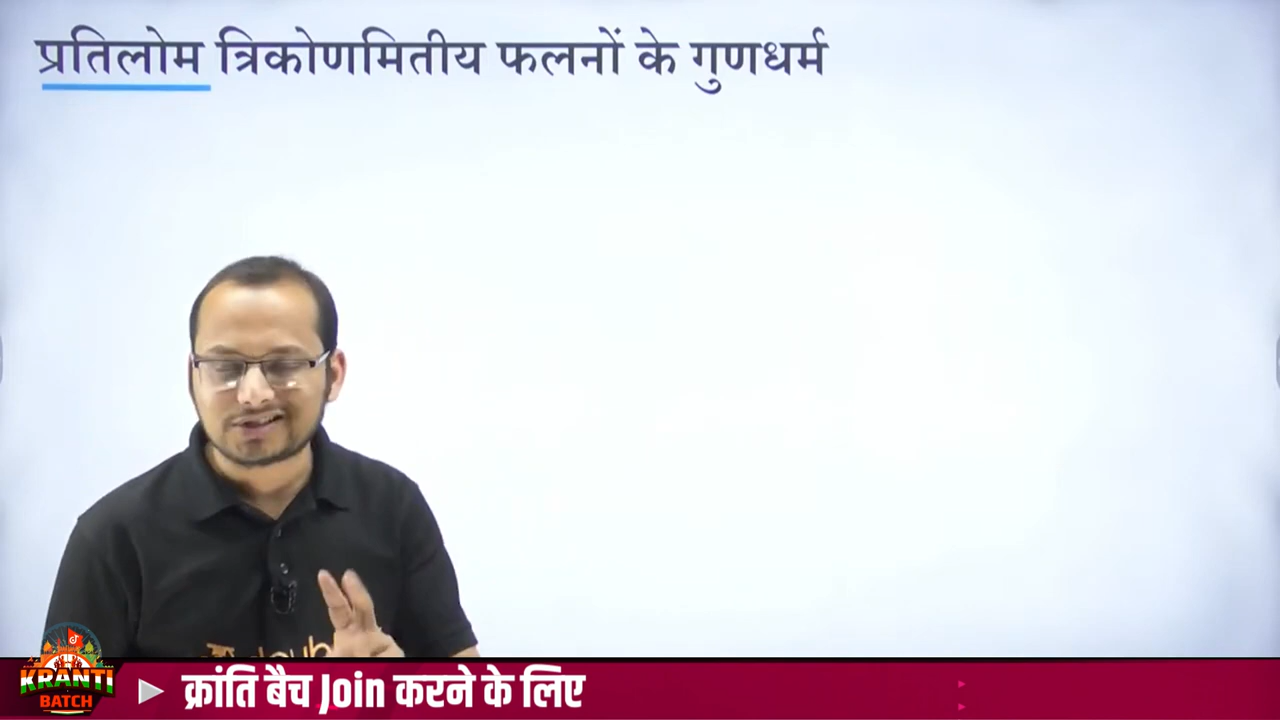 प्रतिलोम त्रिकोणमितीय फलनों के गुणधर्म
KRANTI
BATCH
क्रांति बैच Join करने के लिए